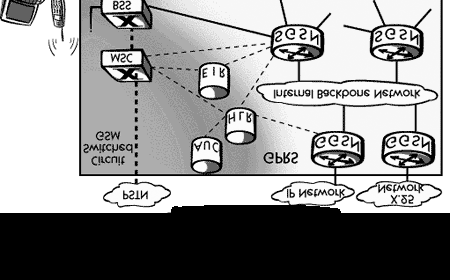 BSS
SGSN
SGSN
MSC
EIR
Internal Backbone Network
HLR
GSM
Switched
Circuit
AUC
GPRS
GGSN
GGSN
PSTN
IP Network
Network
X.25